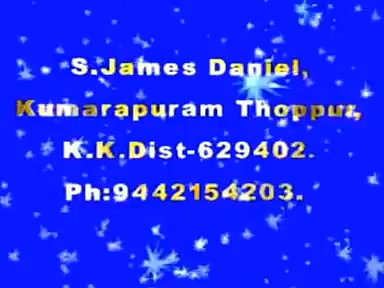 S.James Daniel,
Kumarapuram Thoppur,
K.K.Dist-629402.
Ph:9442154203.